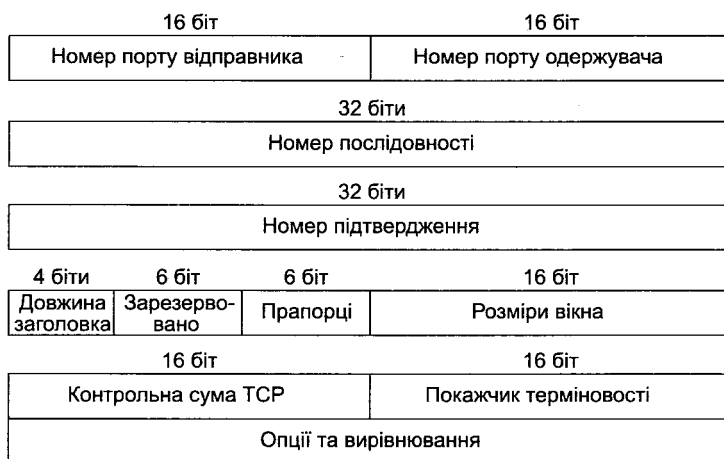 16 біт 16 біт
Номер порту відправника Номер порту одержувача
32 біти
Номер послідовності
32 біти
Номер підтвердження
4 біти 6 біт 6 біт 16 біт
Довжина заголовка Зарезерво-вано Прапорці Розміри вікна
16 біт 16 біт
Контрольна сума TCP Покажчик терміновості
Опції та вирівнювання